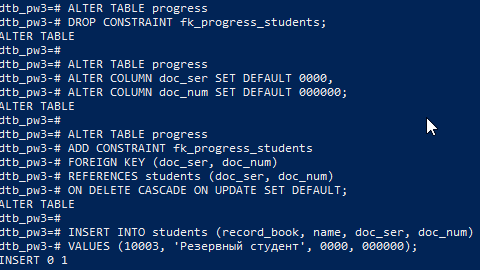 dtb_pw3=# ALTER TABLE progress
dtb_pw3-# DROP CONSTRAINT fk_progress_students;
ALTER TABLE
dtb_pw3=#
dtb_pw3=# ALTER TABLE progress
dtb_pw3-# ALTER COLUMN doc_ser SET DEFAULT 0000,
dtb_pw3-# ALTER COLUMN doc_num SET DEFAULT 000000;
ALTER TABLE
dtb_pw3=#
dtb_pw3=# ALTER TABLE progress
dtb_pw3-# ADD CONSTRAINT fk_progress_students
dtb_pw3-# FOREIGN KEY (doc_ser, doc_num)
dtb_pw3-# REFERENCES students (doc_ser, doc_num)
dtb_pw3-# ON DELETE CASCADE ON UPDATE SET DEFAULT;
ALTER TABLE
dtb_pw3=#
dtb_pw3=# INSERT INTO students (record_book, name, doc_ser, doc_num)
dtb_pw3-# VALUES (10003, 'Резервный студент', 0000, 000000);
INSERT 0 1